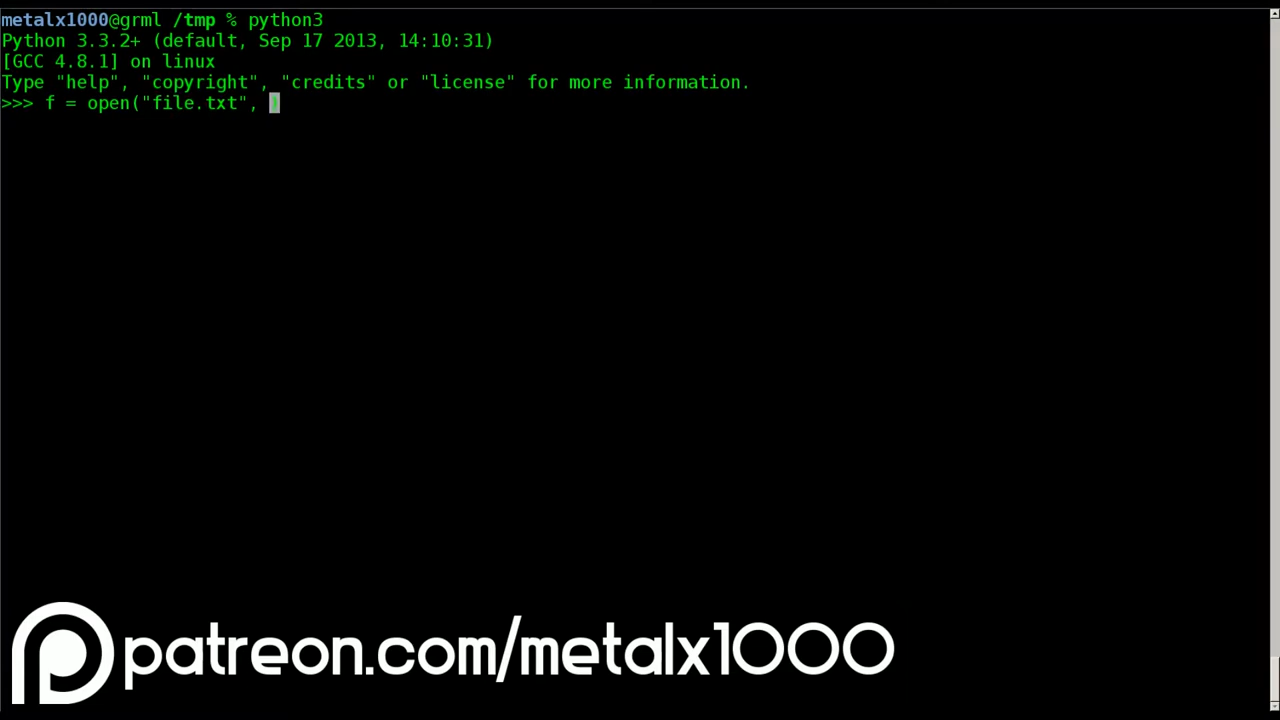 metalx1000@grml /tmp % python3
Python 3.3.2+ (default, Sep 17 2013, 14:10:31)
[GCC 4.8.1] on linux
Type "help", "copyright", "credits" or "license" for more information.
>>> f = open("file.txt", )
patreon.com/metalx1000